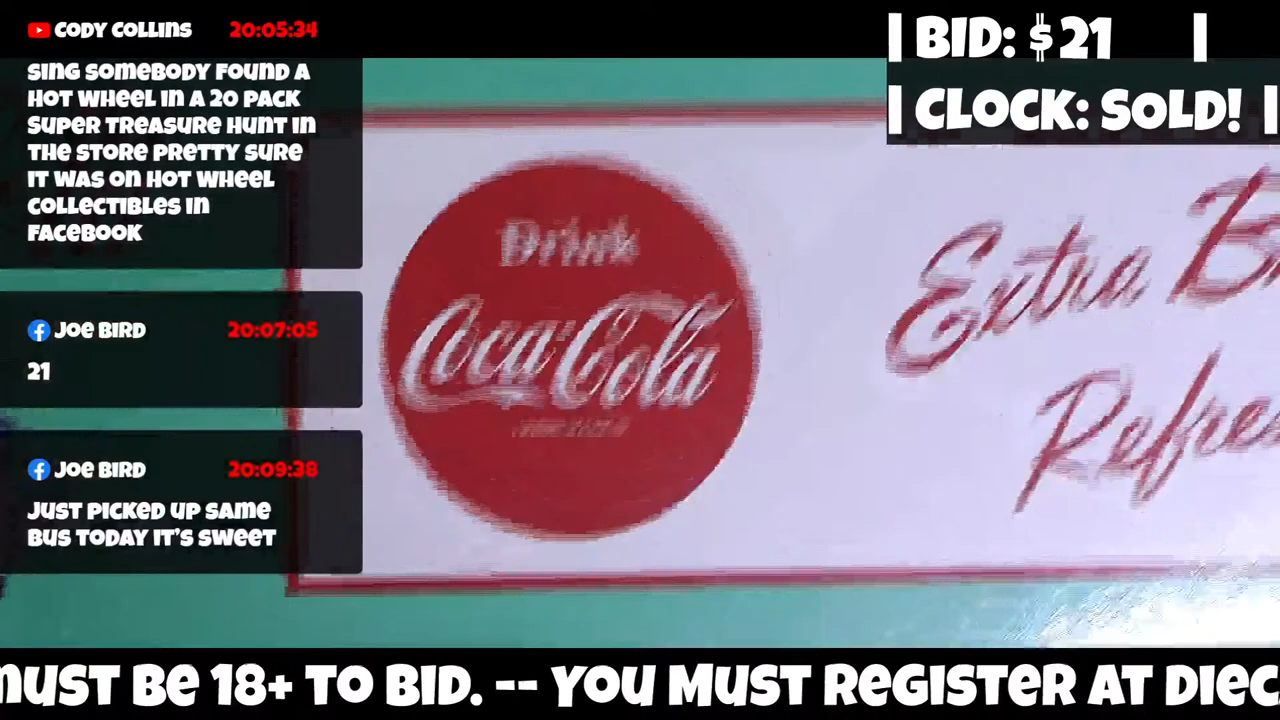 CODY COLLINS 20:05:34
SING SOMEBODY FOUND A
HOT WHEEL IN A 20 PACK
SUPER TREASURE HUNT IN
THE STORE PRETTY SURE
IT WAS ON HOT WHEEL
COLLECTIBLES IN
FACEBOOK
JOE BIRD 20:07:05
21
JOE BIRD 20:09:38
JUST PICKED UP SAME
BUS TODAY IT'S SWEET
| BID: $21 |
| CLOCK: SOLD! |
Drink
Coca-Cola
Extra
Refre
MUST BE 18+ TO BID. -- YOU MUST REGISTER AT DIEC